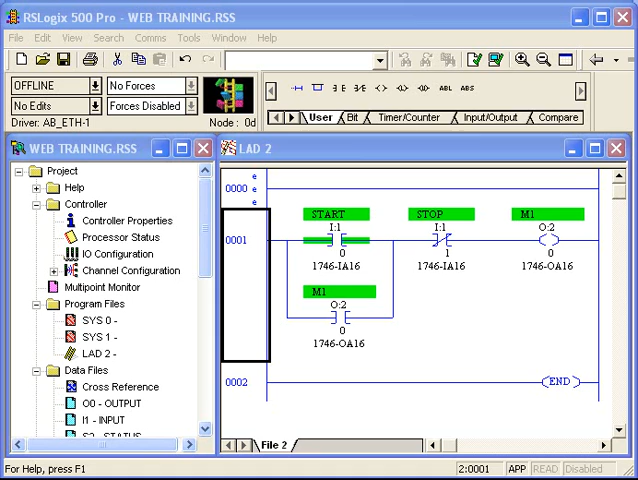 RSLogix 500 Pro - WEB TRAINING.RSS
File Edit View Search Comms Tools Window Help
OFFLINE
No Forces
No Edits
Forces Disabled
Driver: AB_ETH-1
Node : 0d
ABL ABS
User Bit Timer/Counter Input/Output Compare
WEB TRAINING.RSS
Project
Help
Controller
Controller Properties
Processor Status
IO Configuration
Channel Configuration
Multipoint Monitor
Program Files
SYS 0 -
SYS 1 -
LAD 2 -
Data Files
Cross Reference
O0 - OUTPUT
I1 - INPUT
S2 - STATUS
LAD 2
e
0000 e
e
START STOP M1
I:1 I:1 O:2
0001
0 1 0
1746-IA16 1746-IA16 1746-OA16
M1
O:2
0
1746-OA16
0002 END
File 2
For Help, press F1
2:0001 APP READ Disabled